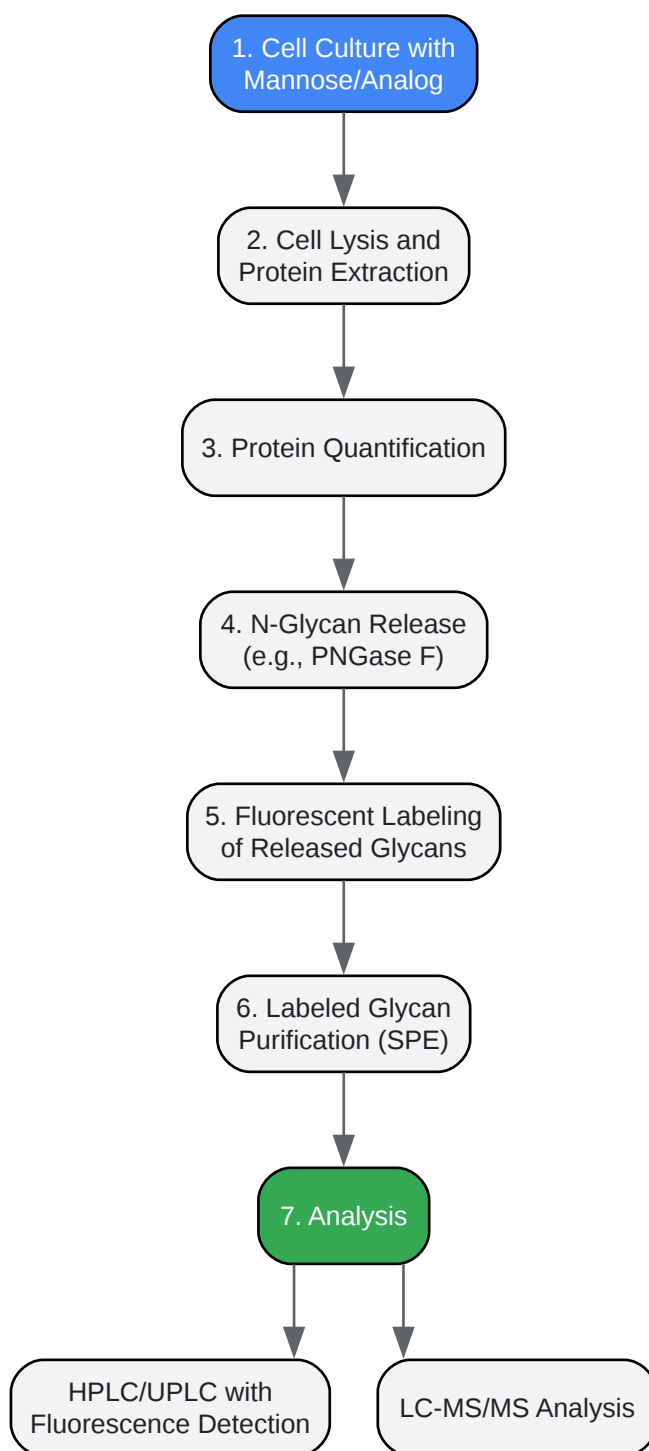 1. Cell Culture with
Mannose/Analog
2. Cell Lysis and
Protein Extraction
3. Protein Quantification
4. N-Glycan Release
(e.g., PNGase F)
5. Fluorescent Labeling
of Released Glycans
6. Labeled Glycan
Purification (SPE)
7. Analysis
HPLC/UPLC with
Fluorescence Detection
LC-MS/MS Analysis